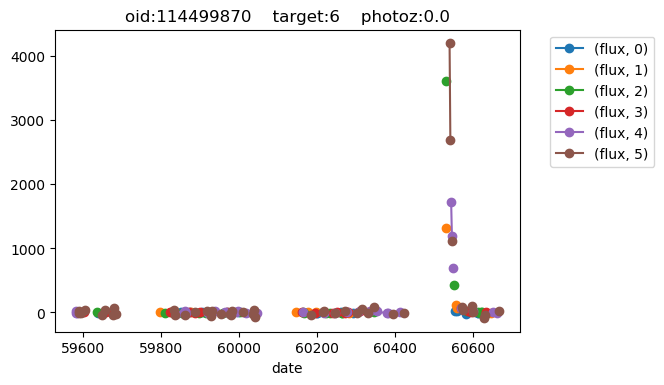 oid:114499870    target:6    photoz:0.0
4000
3000
2000
1000
0
59600 59800 60000 60200 60400 60600
date
(flux, 0)
(flux, 1)
(flux, 2)
(flux, 3)
(flux, 4)
(flux, 5)